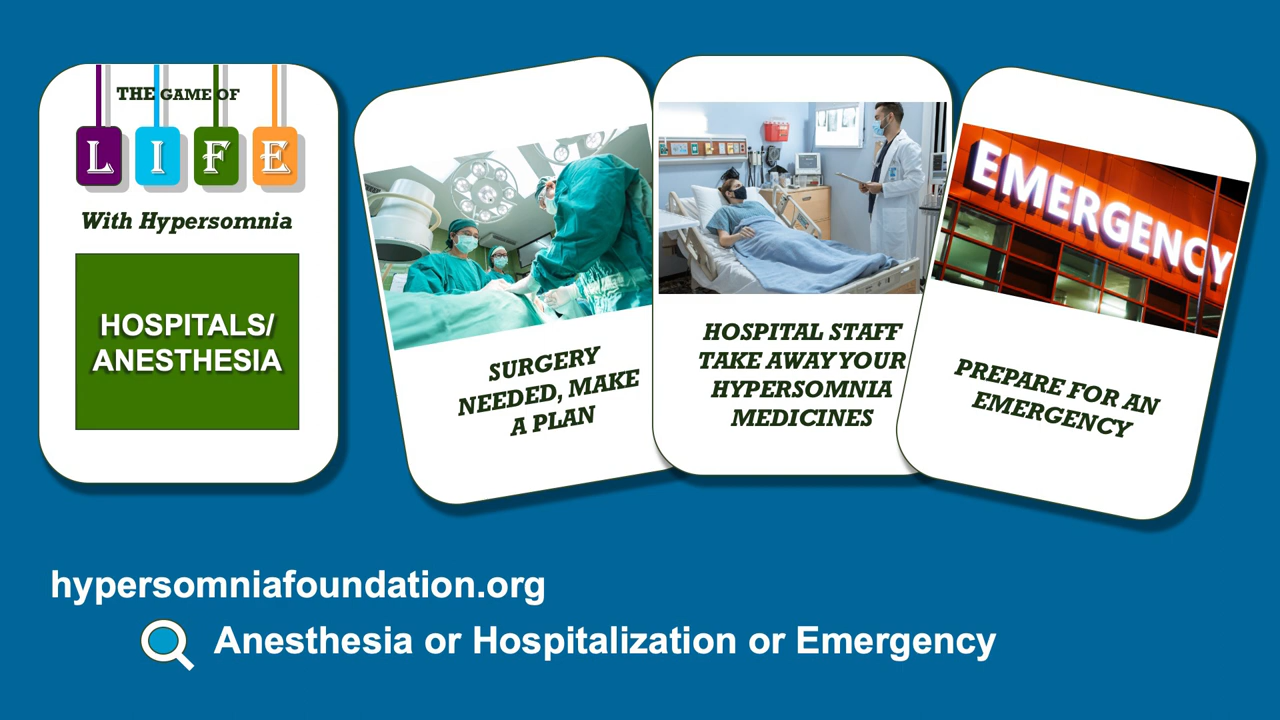 THE GAME OF
LIFE
With Hypersomnia
HOSPITALS/
ANESTHESIA
SURGERY
NEEDED, MAKE
A PLAN
HOSPITAL STAFF
TAKE AWAY YOUR
HYPERSOMNIA
MEDICINES
EMERGENCY
PREPARE FOR AN
EMERGENCY
hypersomniafoundation.org
Anesthesia or Hospitalization or Emergency